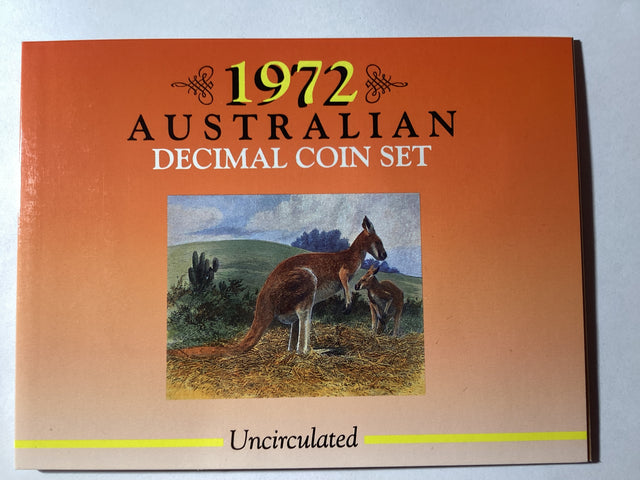 1972
AUSTRALIAN
DECIMAL COIN SET
Uncirculated